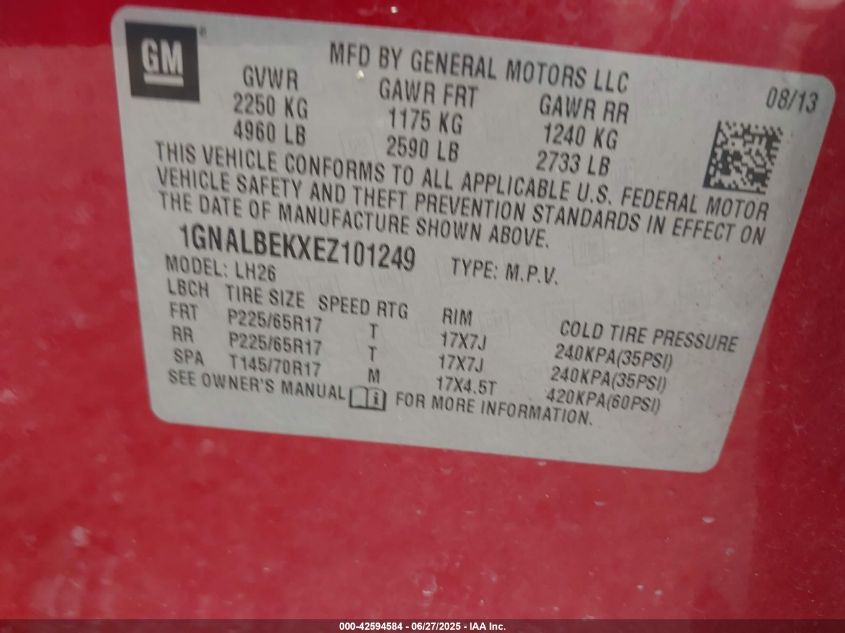 GM
MFD BY GENERAL MOTORS LLC
08/13
GVWR GAWR FRT GAWR RR
2250 KG 1175 KG 1240 KG
4960 LB 2590 LB 2733 LB
THIS VEHICLE CONFORMS TO ALL APPLICABLE U.S. FEDERAL MOTOR
VEHICLE SAFETY AND THEFT PREVENTION STANDARDS IN EFFECT ON
THE DATE OF MANUFACTURE SHOWN ABOVE.
1GNALBEKXEZ101249 TYPE: M.P.V.
MODEL: LH26
LBCH TIRE SIZE SPEED RTG RIM COLD TIRE PRESSURE
FRT P225/65R17 T 17X7J 240KPA(35PSI)
RR P225/65R17 T 17X7J 240KPA(35PSI)
SPA T145/70R17 M 17X4.5T 420KPA(60PSI)
SEE OWNER'S MANUAL FOR MORE INFORMATION.
000-42594584 - 06/27/2025 - IAA Inc.